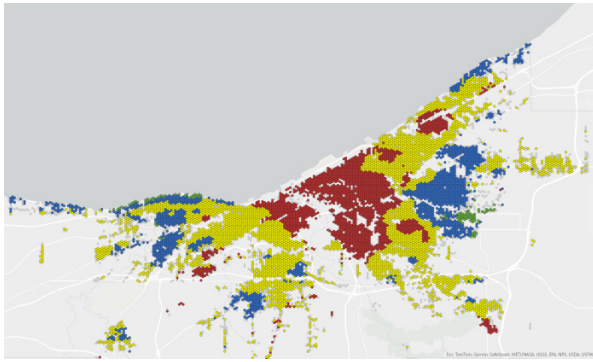 Esri, TomTom, Garmin, SafeGraph, METI/NASA, USGS, EPA, NPS, USDA, USFWS